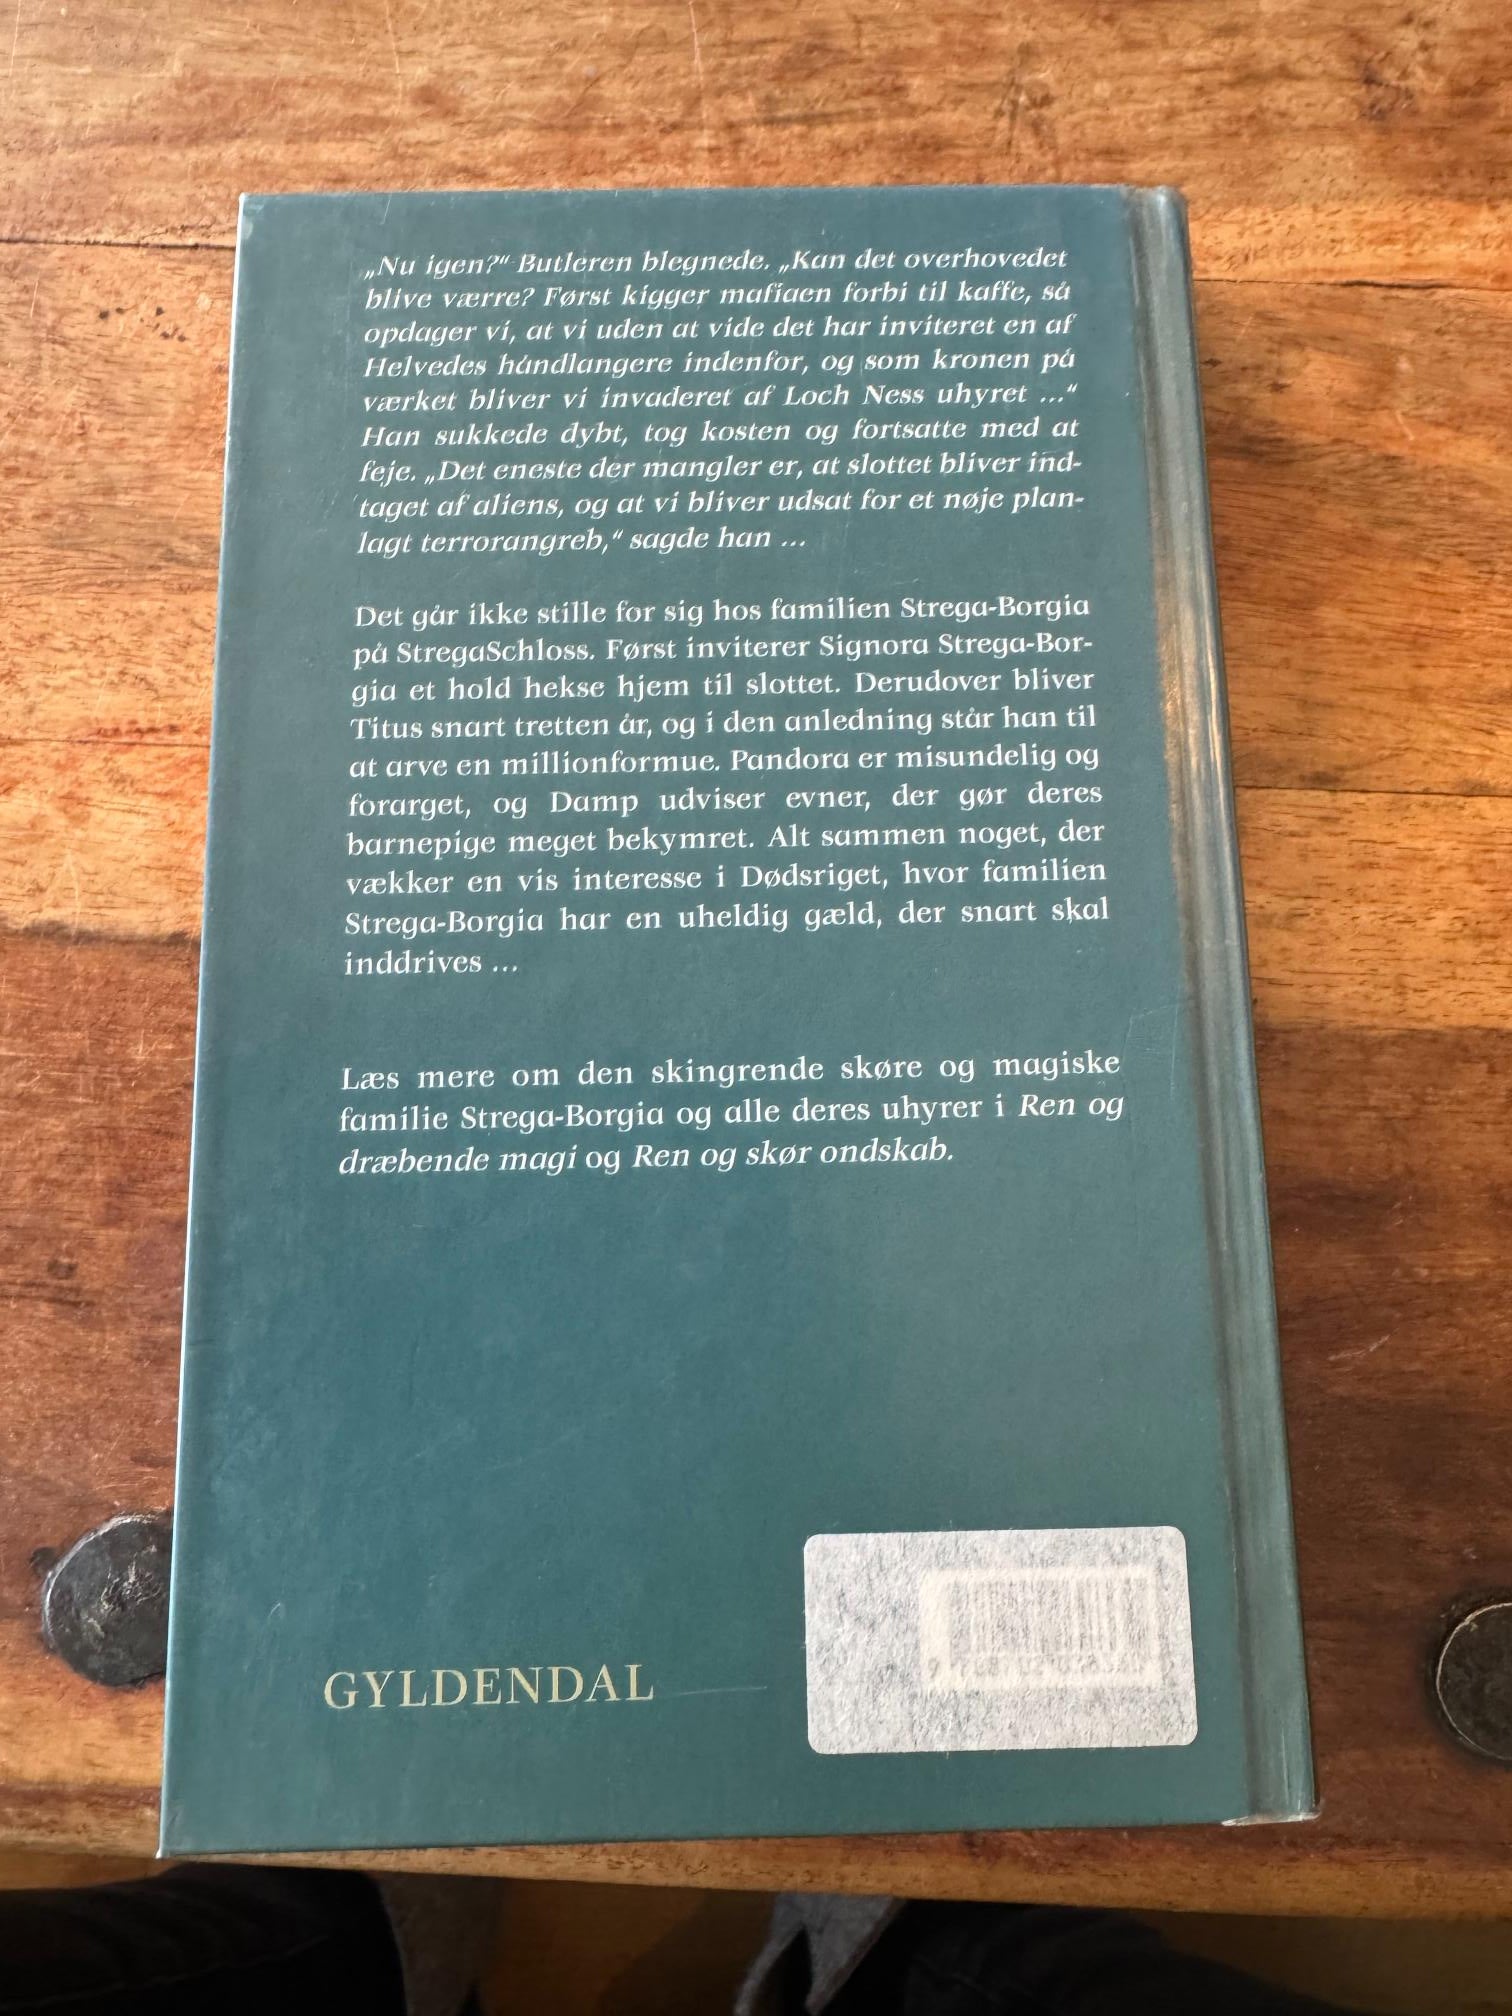 „Nu igen?“ Butleren blegnede. „Kan det overhovedet
blive værre? Først kigger mafiaen forbi til kaffe, så
opdager vi, at vi uden at vide det har inviteret en af
Helvedes håndlangere indenfor, og som kronen på
værket bliver vi invaderet af Loch Ness uhyret ...“
Han sukkede dybt, tog kosten og fortsatte med at
feje. „Det eneste der mangler er, at slottet bliver ind-
taget af aliens, og at vi bliver udsat for et nøje plan-
lagt terrorangreb,“ sagde han ...
Det går ikke stille for sig hos familien Strega-Borgia
på StregaSchloss. Først inviterer Signora Strega-Bor-
gia et hold hekse hjem til slottet. Derudover bliver
Titus snart tretten år, og i den anledning står han til
at arve en millionformue. Pandora er misundelig og
forarget, og Damp udviser evner, der gør deres
barnepige meget bekymret. Alt sammen noget, der
vækker en vis interesse i Dødsriget, hvor familien
Strega-Borgia har en uheldig gæld, der snart skal
inddrives ...
Læs mere om den skingrende skøre og magiske
familie Strega-Borgia og alle deres uhyrer i Ren og
dræbende magi og Ren og skør ondskab.
GYLDENDAL